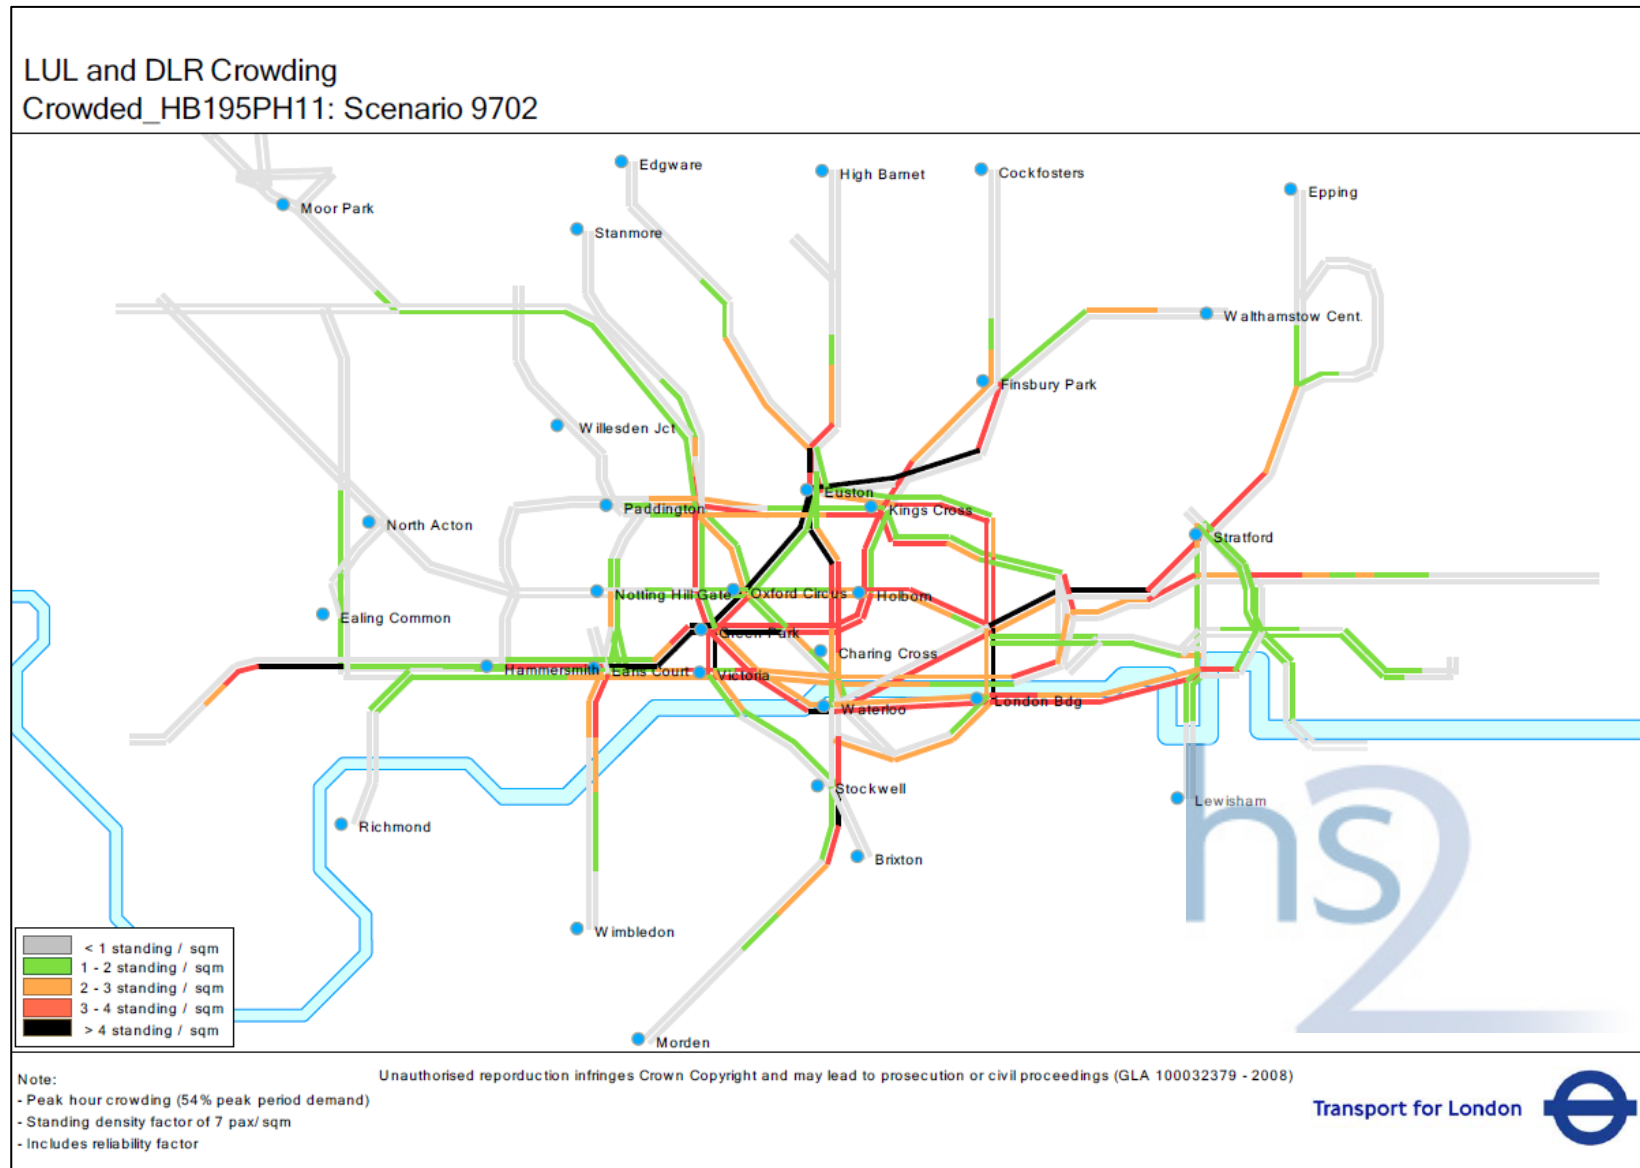 LUL and DLR Crowding
Crowded_HB195PH11: Scenario 9702
Edgware
High Barnet
Cockfosters
Epping
Moor Park
Stanmore
Walthamstow Cent.
Finsbury Park
Willesden Jct
Euston
Paddington
Kings Cross
North Acton
Stratford
Notting Hill Gate
Oxford Circus
Holborn
Ealing Common
Green Park
Charing Cross
Hammersmith
Earls Court
Victoria
Waterloo
London Bdg
Stockwell
Lewisham
Richmond
Brixton
hs2
Wimbledon
< 1 standing / sqm
1 - 2 standing / sqm
2 - 3 standing / sqm
3 - 4 standing / sqm
> 4 standing / sqm
Morden
Note:
Unauthorised reporduction infringes Crown Copyright and may lead to prosecution or civil proceedings (GLA 100032379 - 2008)
- Peak hour crowding (54% peak period demand)
- Standing density factor of 7 pax/sqm
- Includes reliability factor
Transport for London